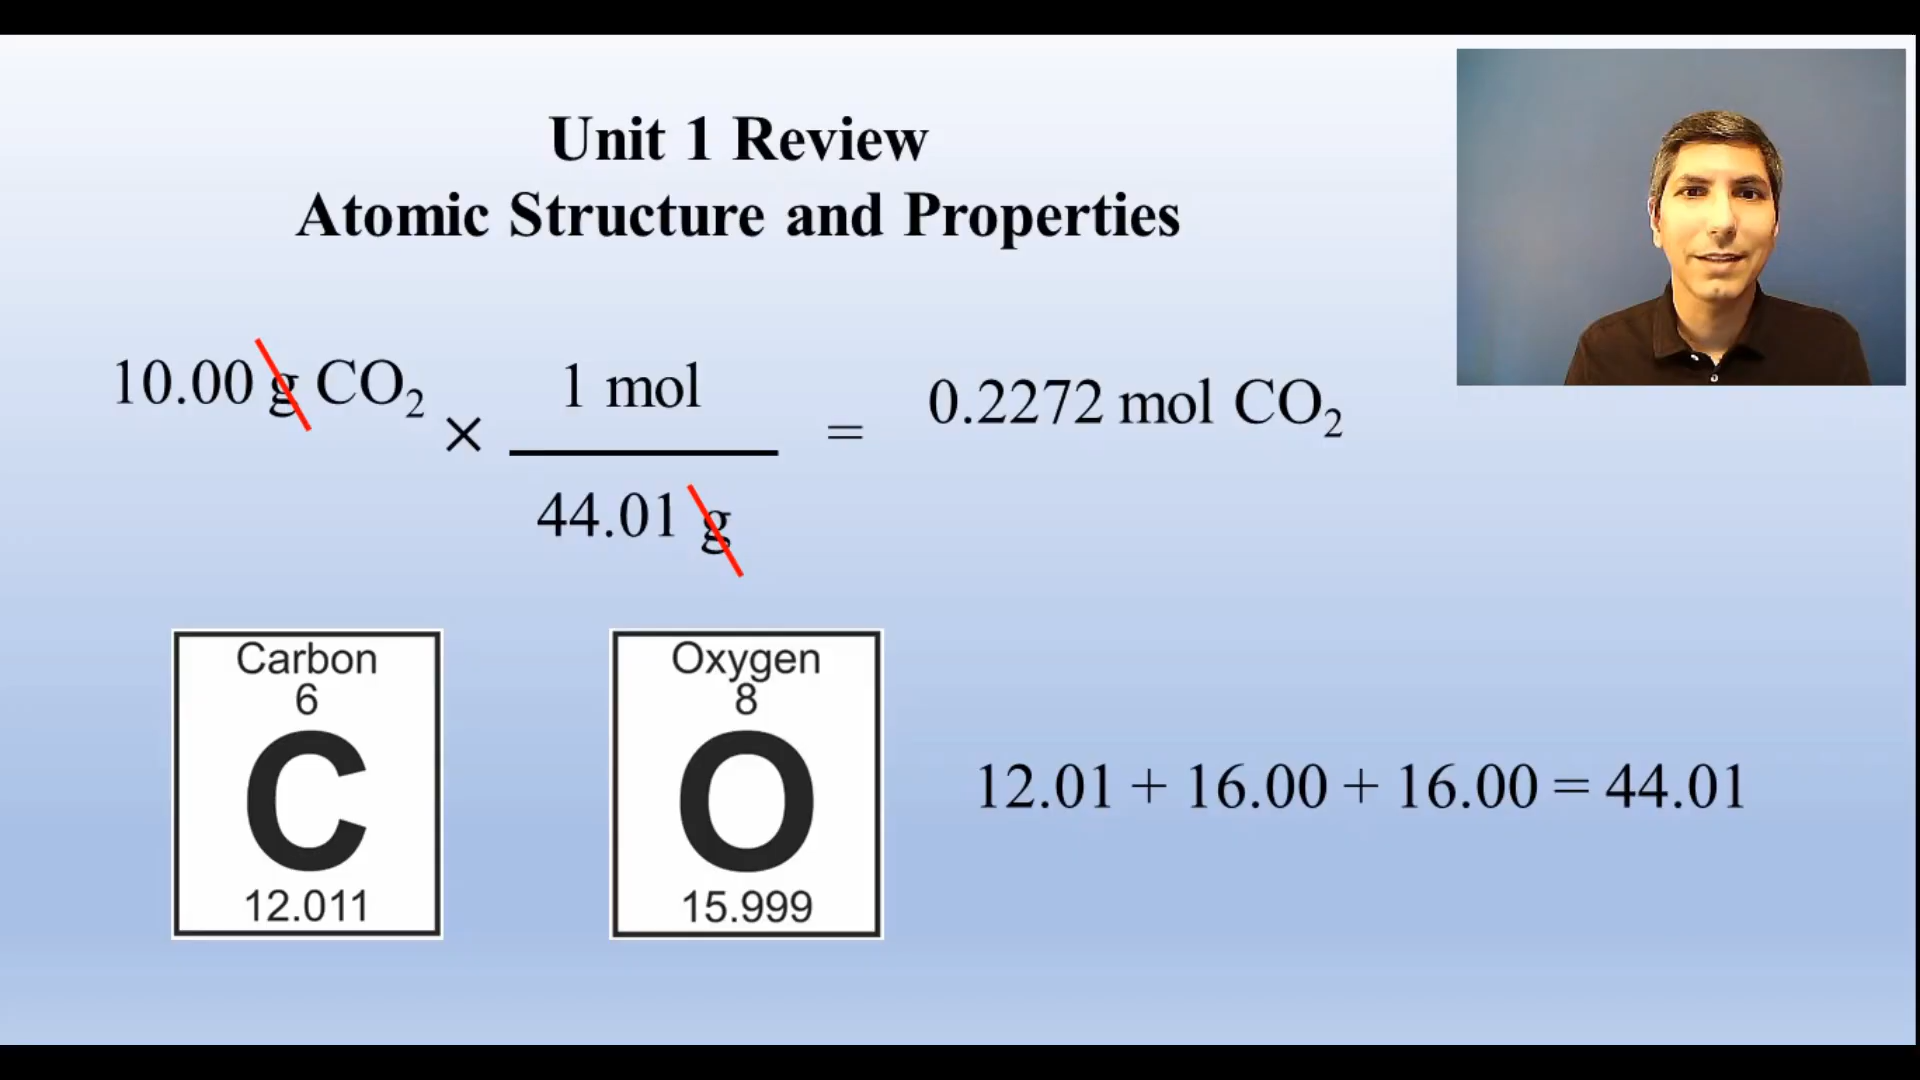 Unit 1 Review
Atomic Structure and Properties
10.00 g CO₂ × 1 mol = 0.2272 mol CO₂
44.01 g
Carbon
6
C
12.011
Oxygen
8
O
15.999
12.01 + 16.00 + 16.00 = 44.01